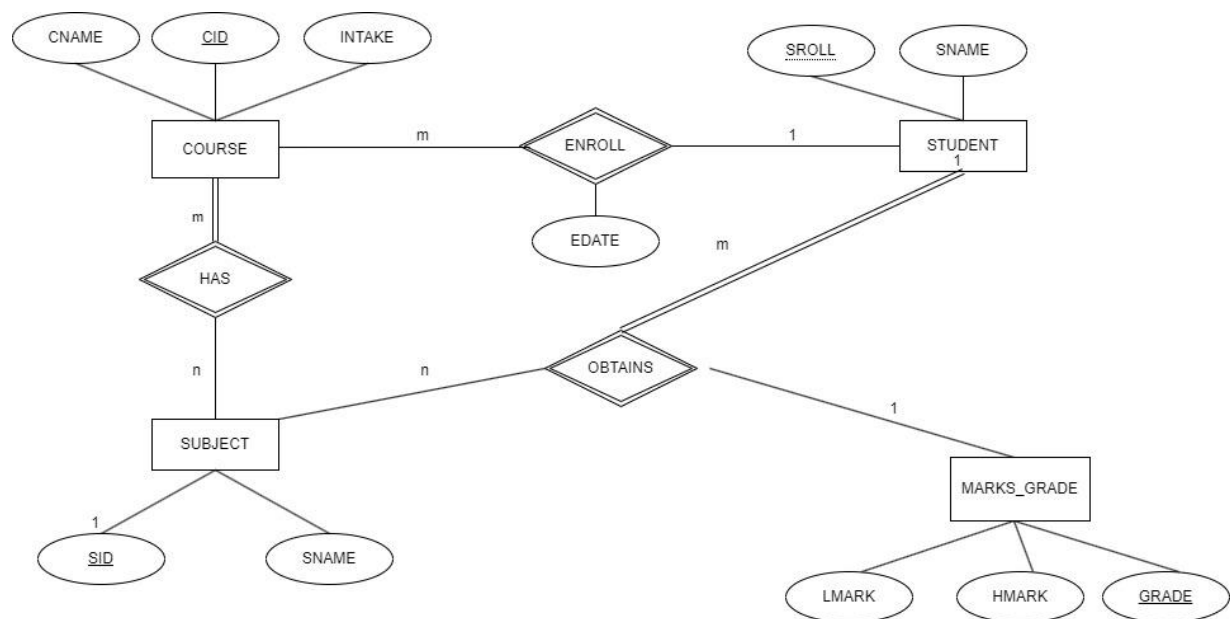 CNAME
CID
INTAKE
SROLL
SNAME
COURSE
m
ENROLL
1
STUDENT
1
m
EDATE
m
HAS
n
n
OBTAINS
1
SUBJECT
MARKS_GRADE
1
SID
SNAME
LMARK
HMARK
GRADE